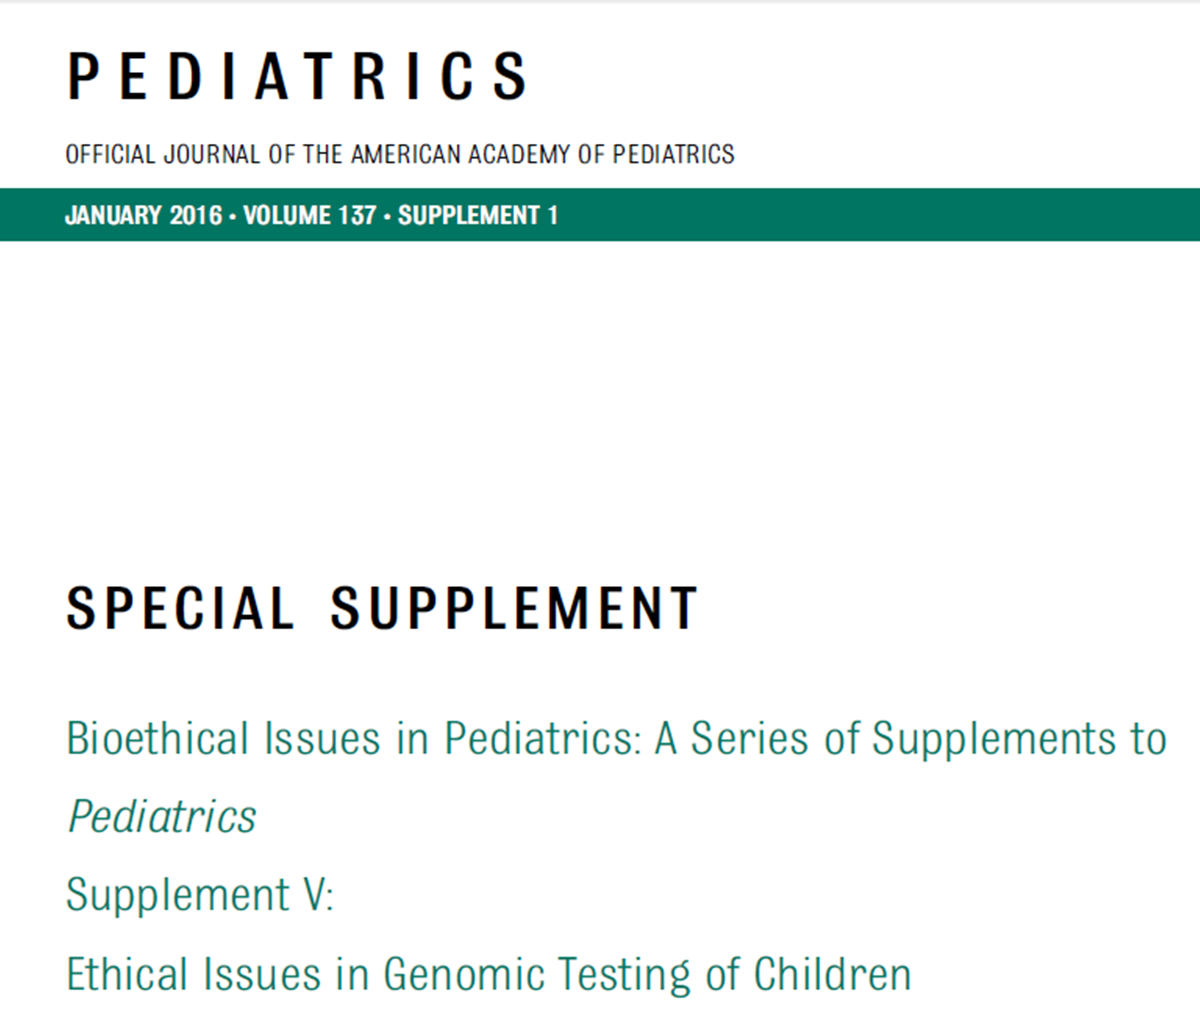 PEDIATRICS
OFFICIAL JOURNAL OF THE AMERICAN ACADEMY OF PEDIATRICS
JANUARY 2016 • VOLUME 137 • SUPPLEMENT 1
SPECIAL SUPPLEMENT
Bioethical Issues in Pediatrics: A Series of Supplements to
Pediatrics
Supplement V:
Ethical Issues in Genomic Testing of Children